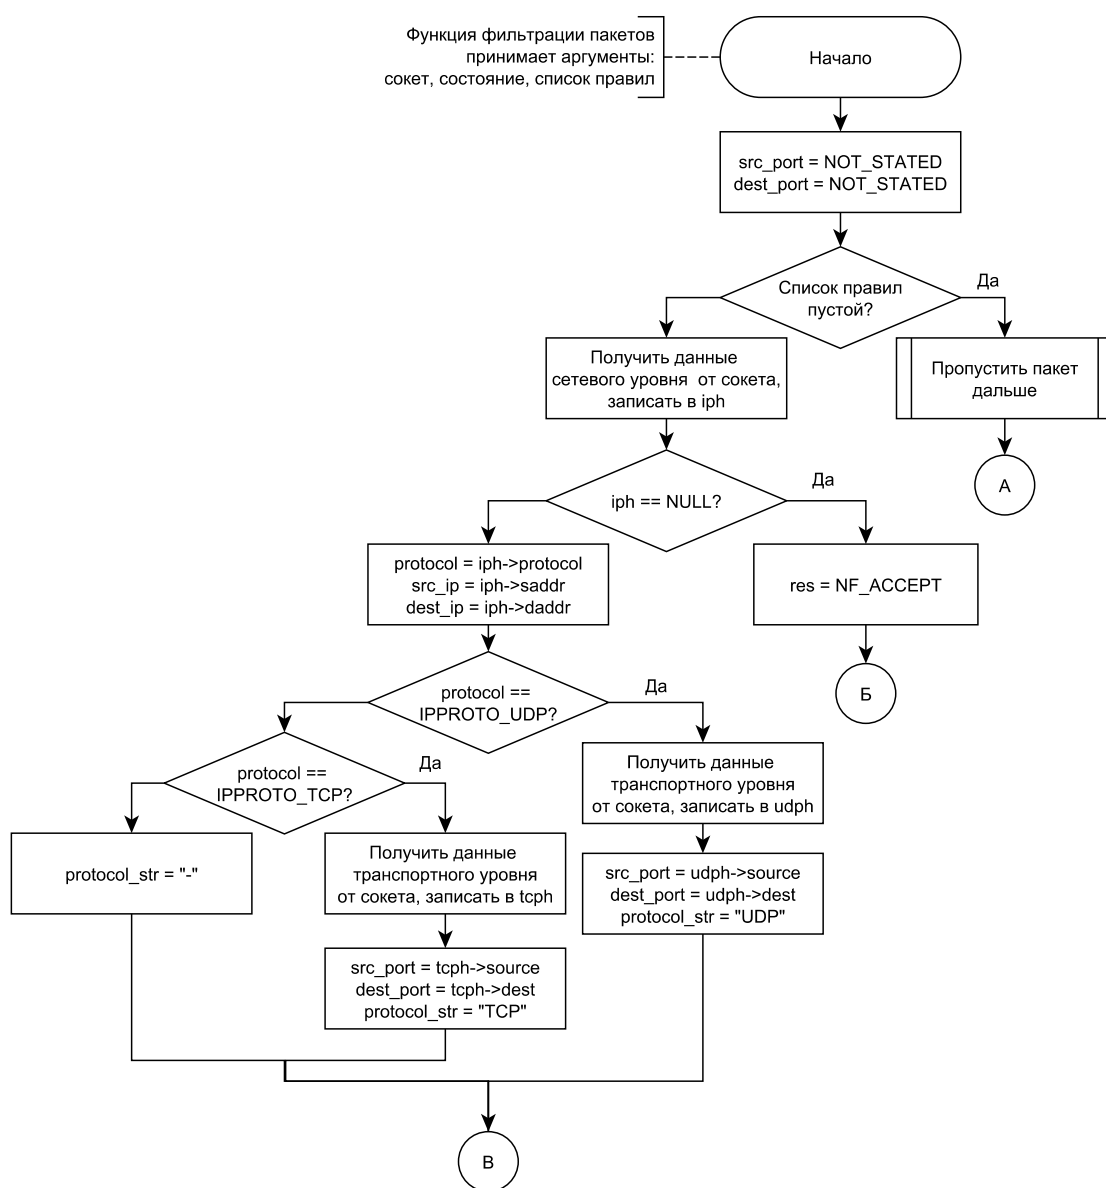 Функция фильтрации пакетов
принимает аргументы:
сокет, состояние, список правил
Начало
src_port = NOT_STATED
dest_port = NOT_STATED
Список правил
пустой?
Да
Получить данные
сетевого уровня от сокета,
записать в iph
Пропустить пакет
дальше
А
iph == NULL?
Да
protocol = iph->protocol
src_ip = iph->saddr
dest_ip = iph->daddr
res = NF_ACCEPT
Б
protocol ==
IPPROTO_UDP?
Да
protocol ==
IPPROTO_TCP?
Да
Получить данные
транспортного уровня
от сокета, записать в udph
protocol_str = "-"
Получить данные
транспортного уровня
от сокета, записать в tcph
src_port = udph->source
dest_port = udph->dest
protocol_str = "UDP"
src_port = tcph->source
dest_port = tcph->dest
protocol_str = "TCP"
В